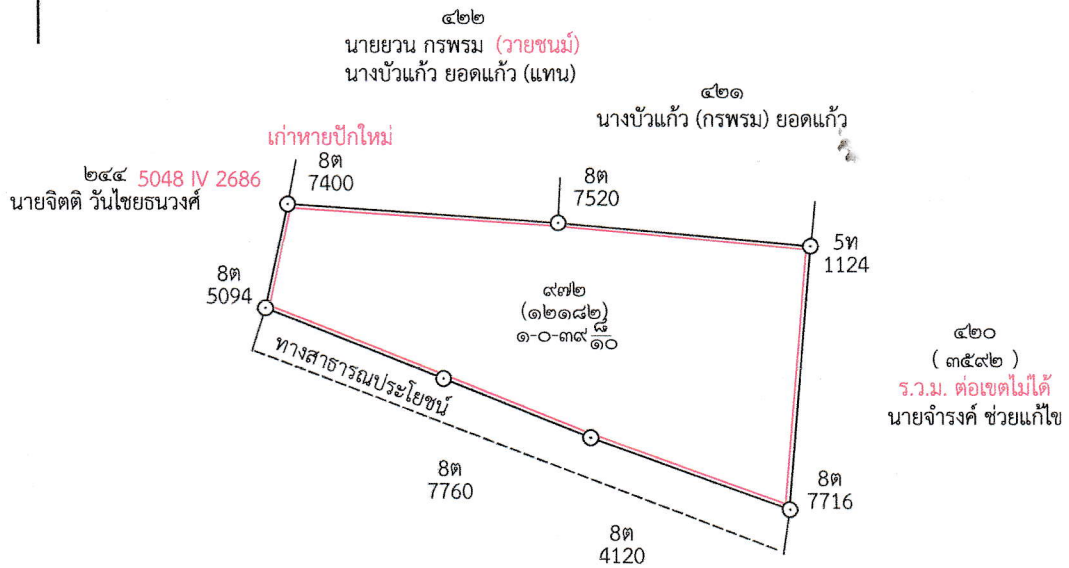 ๔๒๒
นายยวน กรพรม (วายชนม์)
นางบัวแก้ว ยอดแก้ว (แทน)
๔๒๑
นางบัวแก้ว (กรพรม) ยอดแก้ว
เก่าหายปักใหม่
๒๔๔ 5048 IV 2686
นายจิตติ วันไชยธนวงศ์
8ต
7400
8ต
7520
5ท
1124
8ต
5094
๙๗๒
(๑๒๑๘๒)
๑-๐-๓๙ ๘/๑๐
๔๒๐
( ๓๕๙๒ )
ร.ว.ม. ต่อเขตไม่ได้
นายจำรงค์ ช่วยแก้ไข
ทางสาธารณประโยชน์
8ต
7760
8ต
7716
8ต
4120